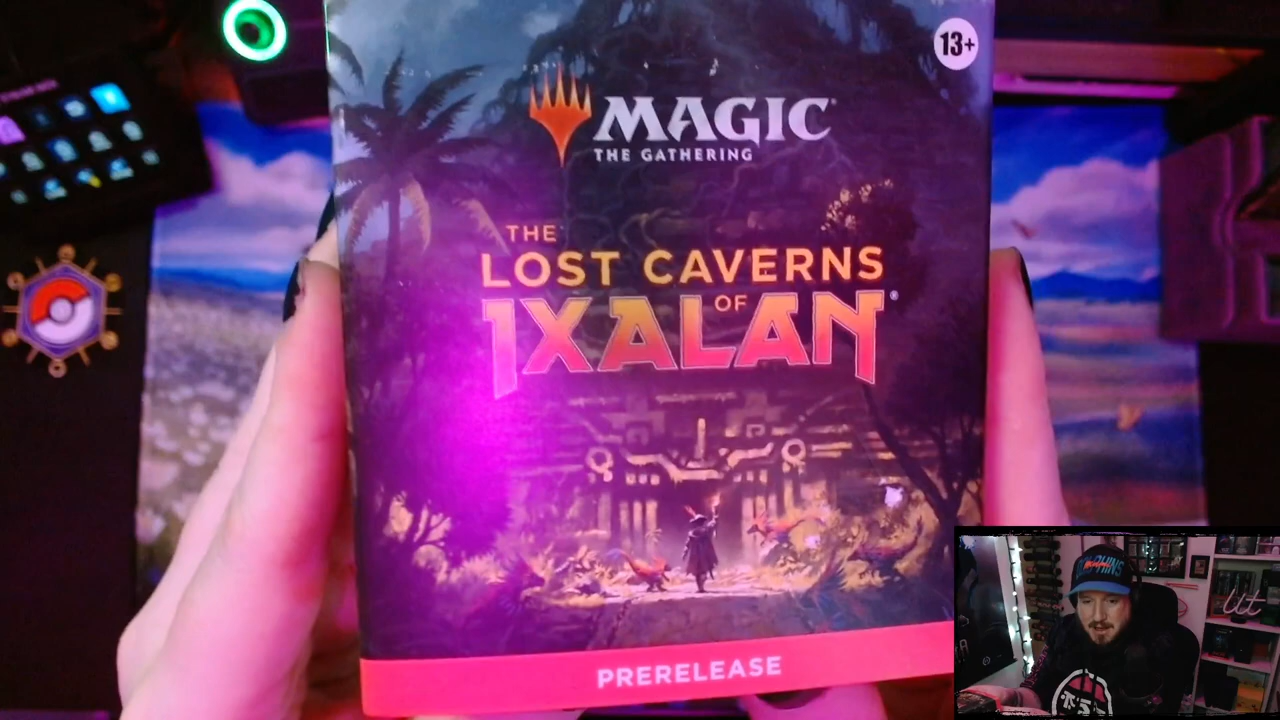 13+
MAGIC
THE GATHERING
THE
LOST CAVERNS
OF
IXALAN®
PRERELEASE